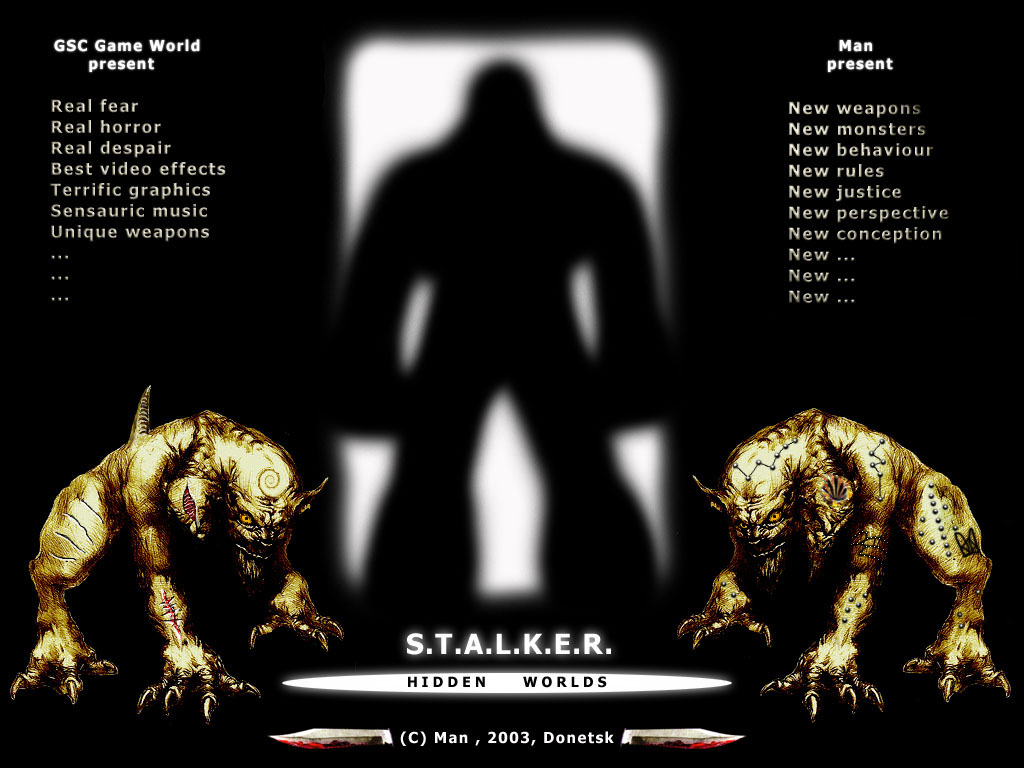 GSC Game World
present
Real fear
Real horror
Real despair
Best video effects
Terrific graphics
Sensauric music
Unique weapons
...
...
...
Man
present
New weapons
New monsters
New behaviour
New rules
New justice
New perspective
New conception
New ...
New ...
New ...
S.T.A.L.K.E.R.
HIDDEN WORLDS
(C) Man , 2003, Donetsk